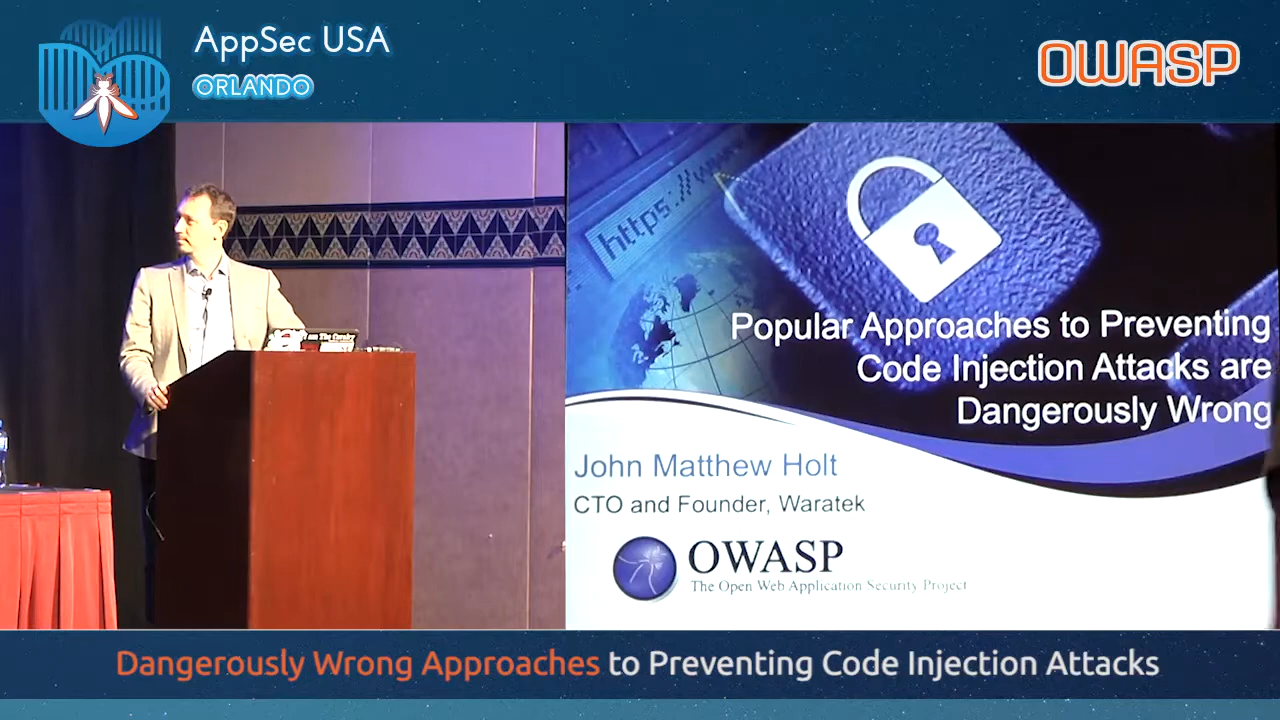 AppSec USA
ORLANDO
OWASP
https://www
Popular Approaches to Preventing
Code Injection Attacks are
Dangerously Wrong
John Matthew Holt
CTO and Founder, Waratek
OWASP
The Open Web Application Security Project
Dangerously Wrong Approaches to Preventing Code Injection Attacks